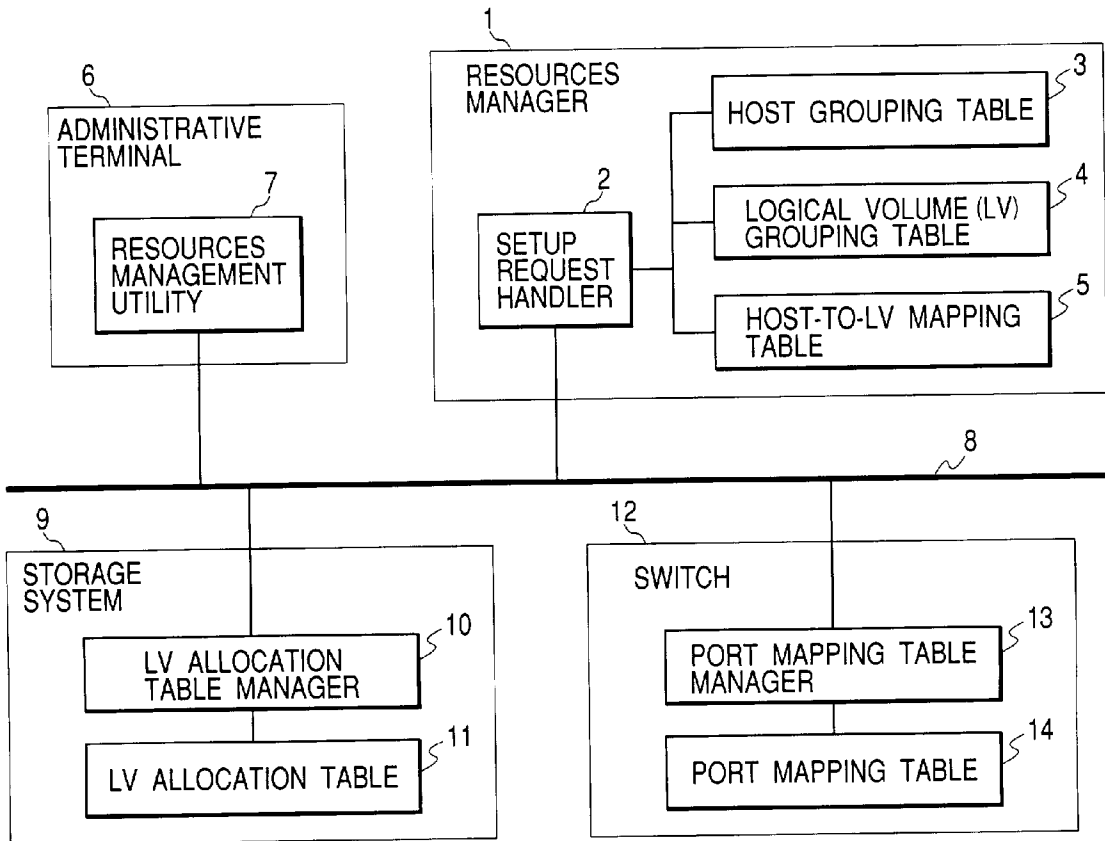 1
RESOURCES
MANAGER
3
HOST GROUPING TABLE
6
ADMINISTRATIVE
TERMINAL
7
RESOURCES
MANAGEMENT
UTILITY
2
SETUP
REQUEST
HANDLER
4
LOGICAL VOLUME (LV)
GROUPING TABLE
5
HOST-TO-LV MAPPING
TABLE
8
9
STORAGE
SYSTEM
10
LV ALLOCATION
TABLE MANAGER
11
LV ALLOCATION TABLE
12
SWITCH
13
PORT MAPPING TABLE
MANAGER
14
PORT MAPPING TABLE